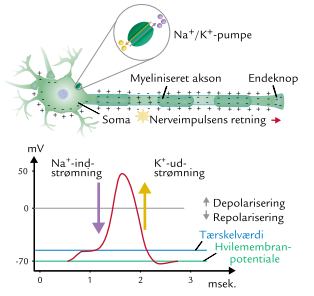 Na+/K+-pumpe
Myeliniseret akson
Endeknop
Soma
Nerveimpulsens retning
mV
Na+-ind-
strømning
K+-ud-
strømning
50
0
-70
Depolarisering
Repolarisering
Tærskelværdi
Hvilemembran-
potentiale
0
1
2
3
msek.